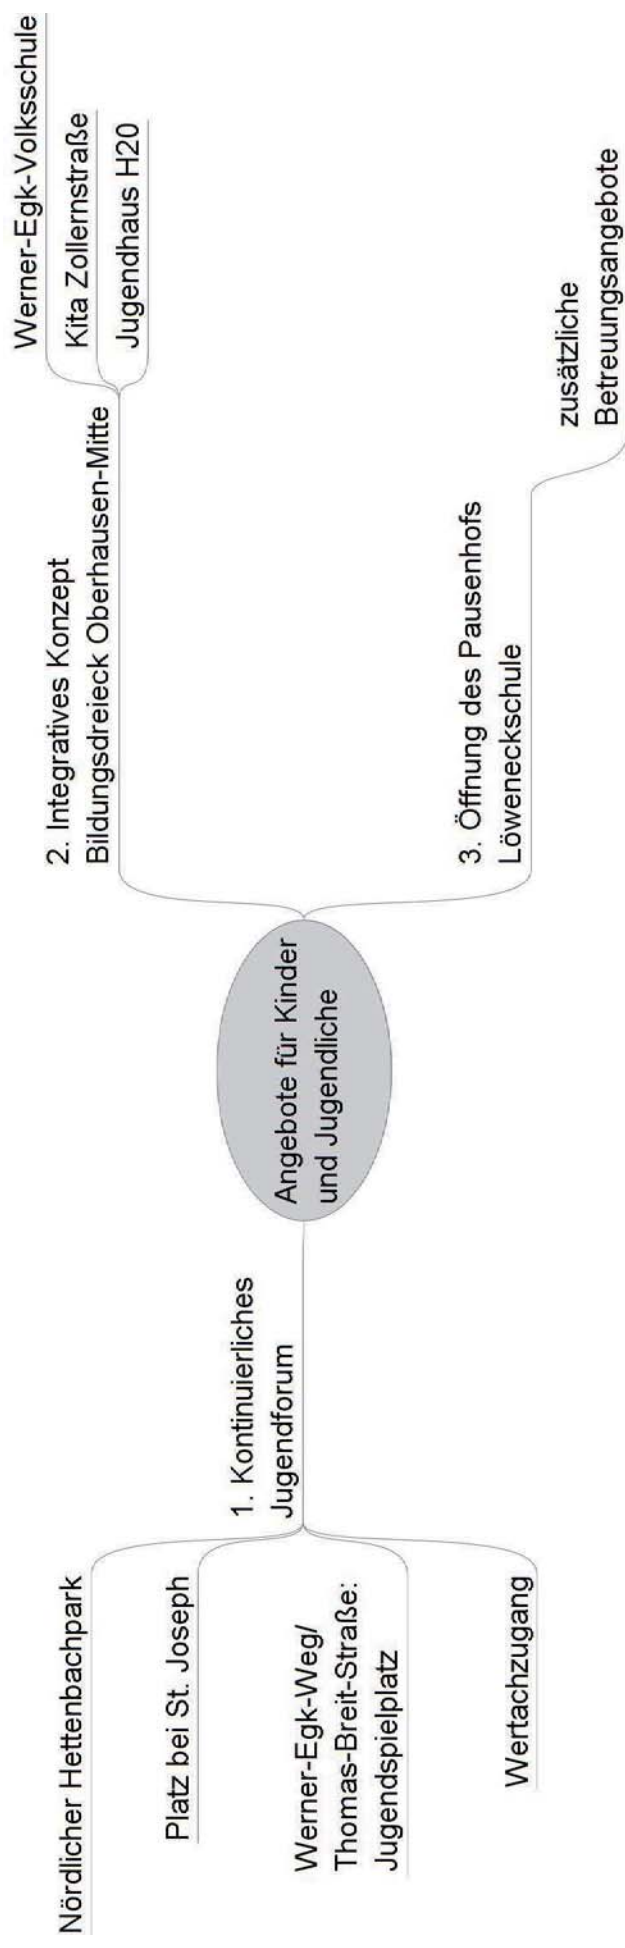 Angebote für Kinder
und Jugendliche
1. Kontinuierliches
Jugendforum
Nördlicher Hettenbachpark
Platz bei St. Joseph
Werner-Egk-Weg/
Thomas-Breit-Straße:
Jugendspielplatz
Wertachzugang
2. Integratives Konzept
Bildungsdreieck Oberhausen-Mitte
Werner-Egk-Volksschule
Kita Zollernstraße
Jugendhaus H20
3. Öffnung des Pausenhofs
Löweneckschule
zusätzliche
Betreuungsangebote